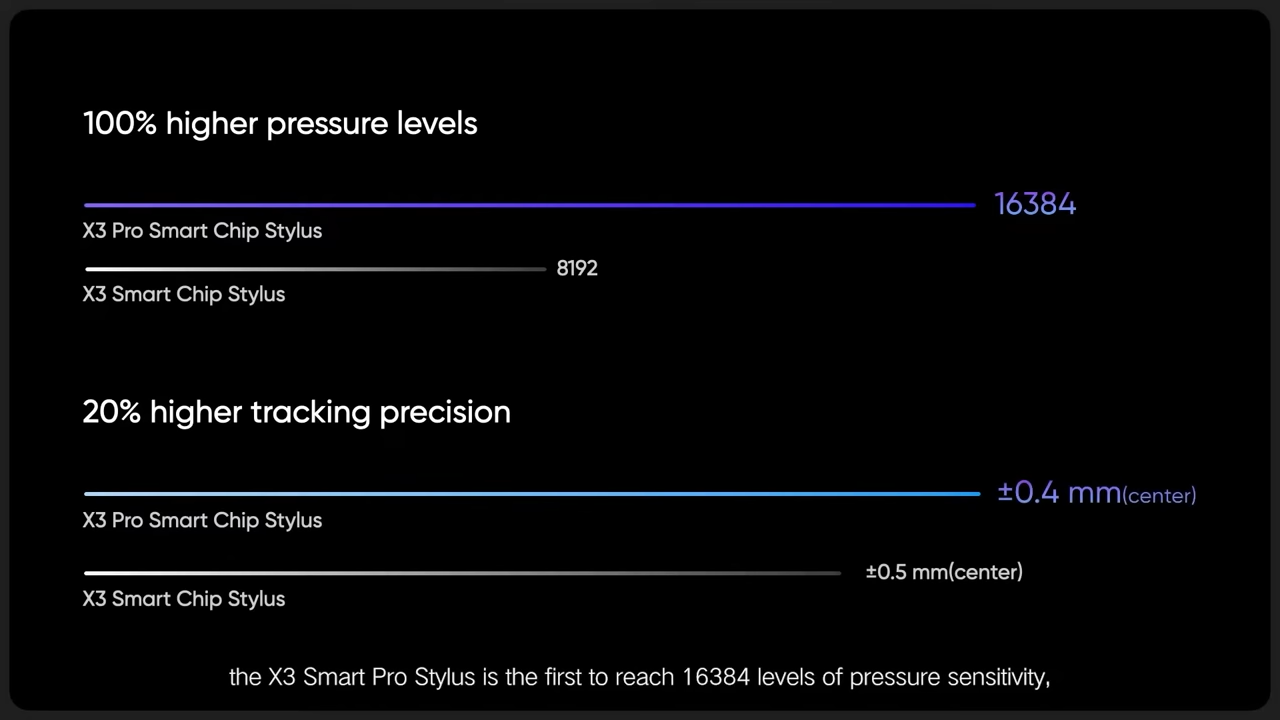 100% higher pressure levels
16384
X3 Pro Smart Chip Stylus
8192
X3 Smart Chip Stylus
20% higher tracking precision
±0.4 mm(center)
X3 Pro Smart Chip Stylus
±0.5 mm(center)
X3 Smart Chip Stylus
the X3 Smart Pro Stylus is the first to reach 16384 levels of pressure sensitivity,